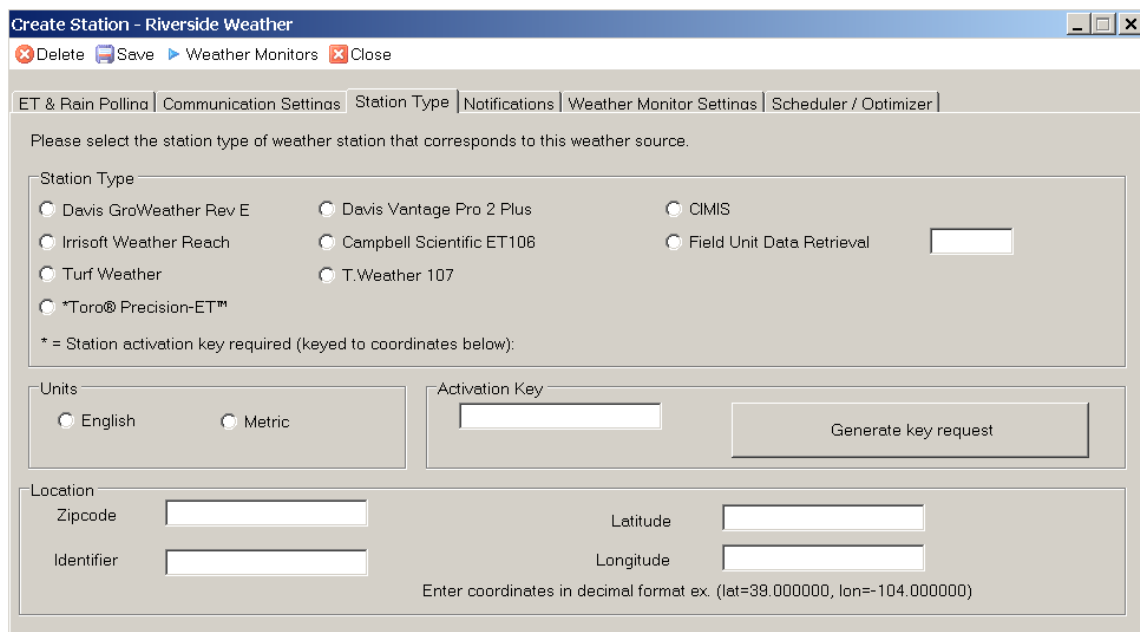 Create Station - Riverside Weather
Delete Save Weather Monitors Close
ET & Rain Polling Communication Settings Station Type Notifications Weather Monitor Settings Scheduler / Optimizer
Please select the station type of weather station that corresponds to this weather source.
Station Type
Davis GroWeather Rev E Davis Vantage Pro 2 Plus CIMIS
Irrisoft Weather Reach Campbell Scientific ET106 Field Unit Data Retrieval
Turf Weather T.Weather 107
*Toro® Precision-ET™
* = Station activation key required (keyed to coordinates below):
Units Activation Key
English Metric Generate key request
Location
Zipcode Latitude
Identifier Longitude
Enter coordinates in decimal format ex. (lat=39.000000, lon=-104.000000)